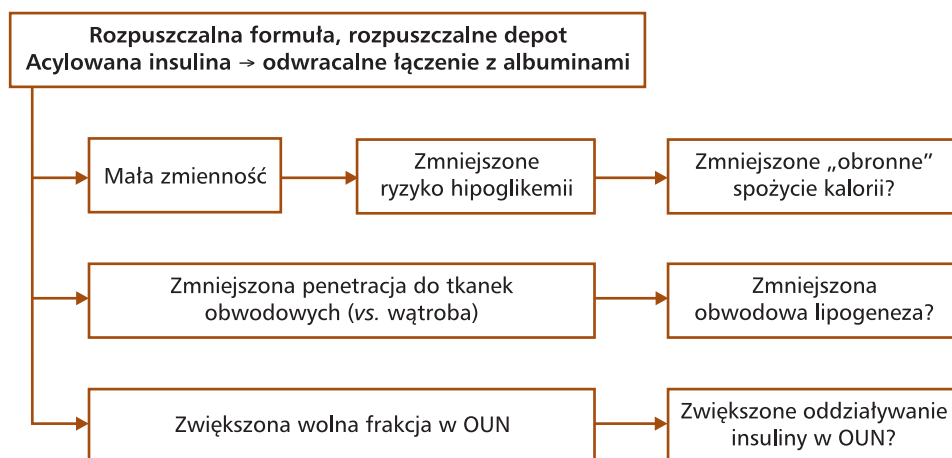 Rozpuszczalna formuła, rozpuszczalne depot
Acylowana insulina → odwracalne łączenie z albuminami
Mała zmienność
Zmniejszone
ryzyko hipoglikemii
Zmniejszone „obronne”
spożycie kalorii?
Zmniejszona penetracja do tkanek
obwodowych (vs. wątroba)
Zmniejszona
obwodowa lipogeneza?
Zwiększona wolna frakcja w OUN
Zwiększone oddziaływanie
insuliny w OUN?